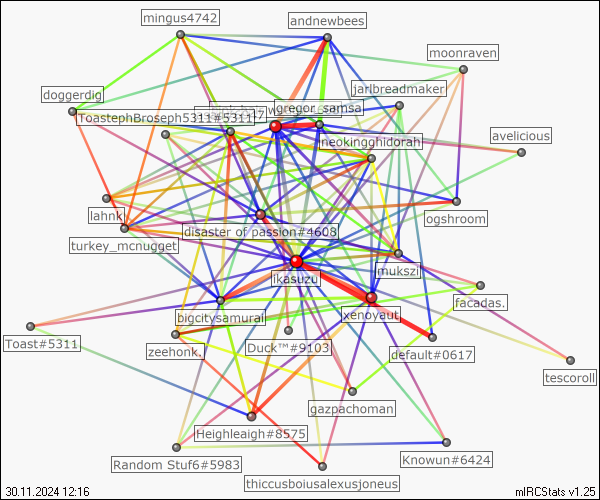 mingus4742
andnewbees
moonraven
doggerdig
jarlbreadmaker
gregor_samsa
ToastephBroseph5311#5311
neokingghidorah
avelicious
lahnk
ogshroom
turkey_mcnugget
disaster of passion#4608
mukszi
ikasuzu
facadas.
bigcitysamurai
xenoyaut
Toast#5311
zeehonk,
Duck™#9103
default#0617
tescoroll
gazpachoman
Heighleaigh#8575
Random Stuf6#5983
Knowun#6424
thiccusboiusalexusjoneus
30.11.2024 12:16
mIRCStats v1.25